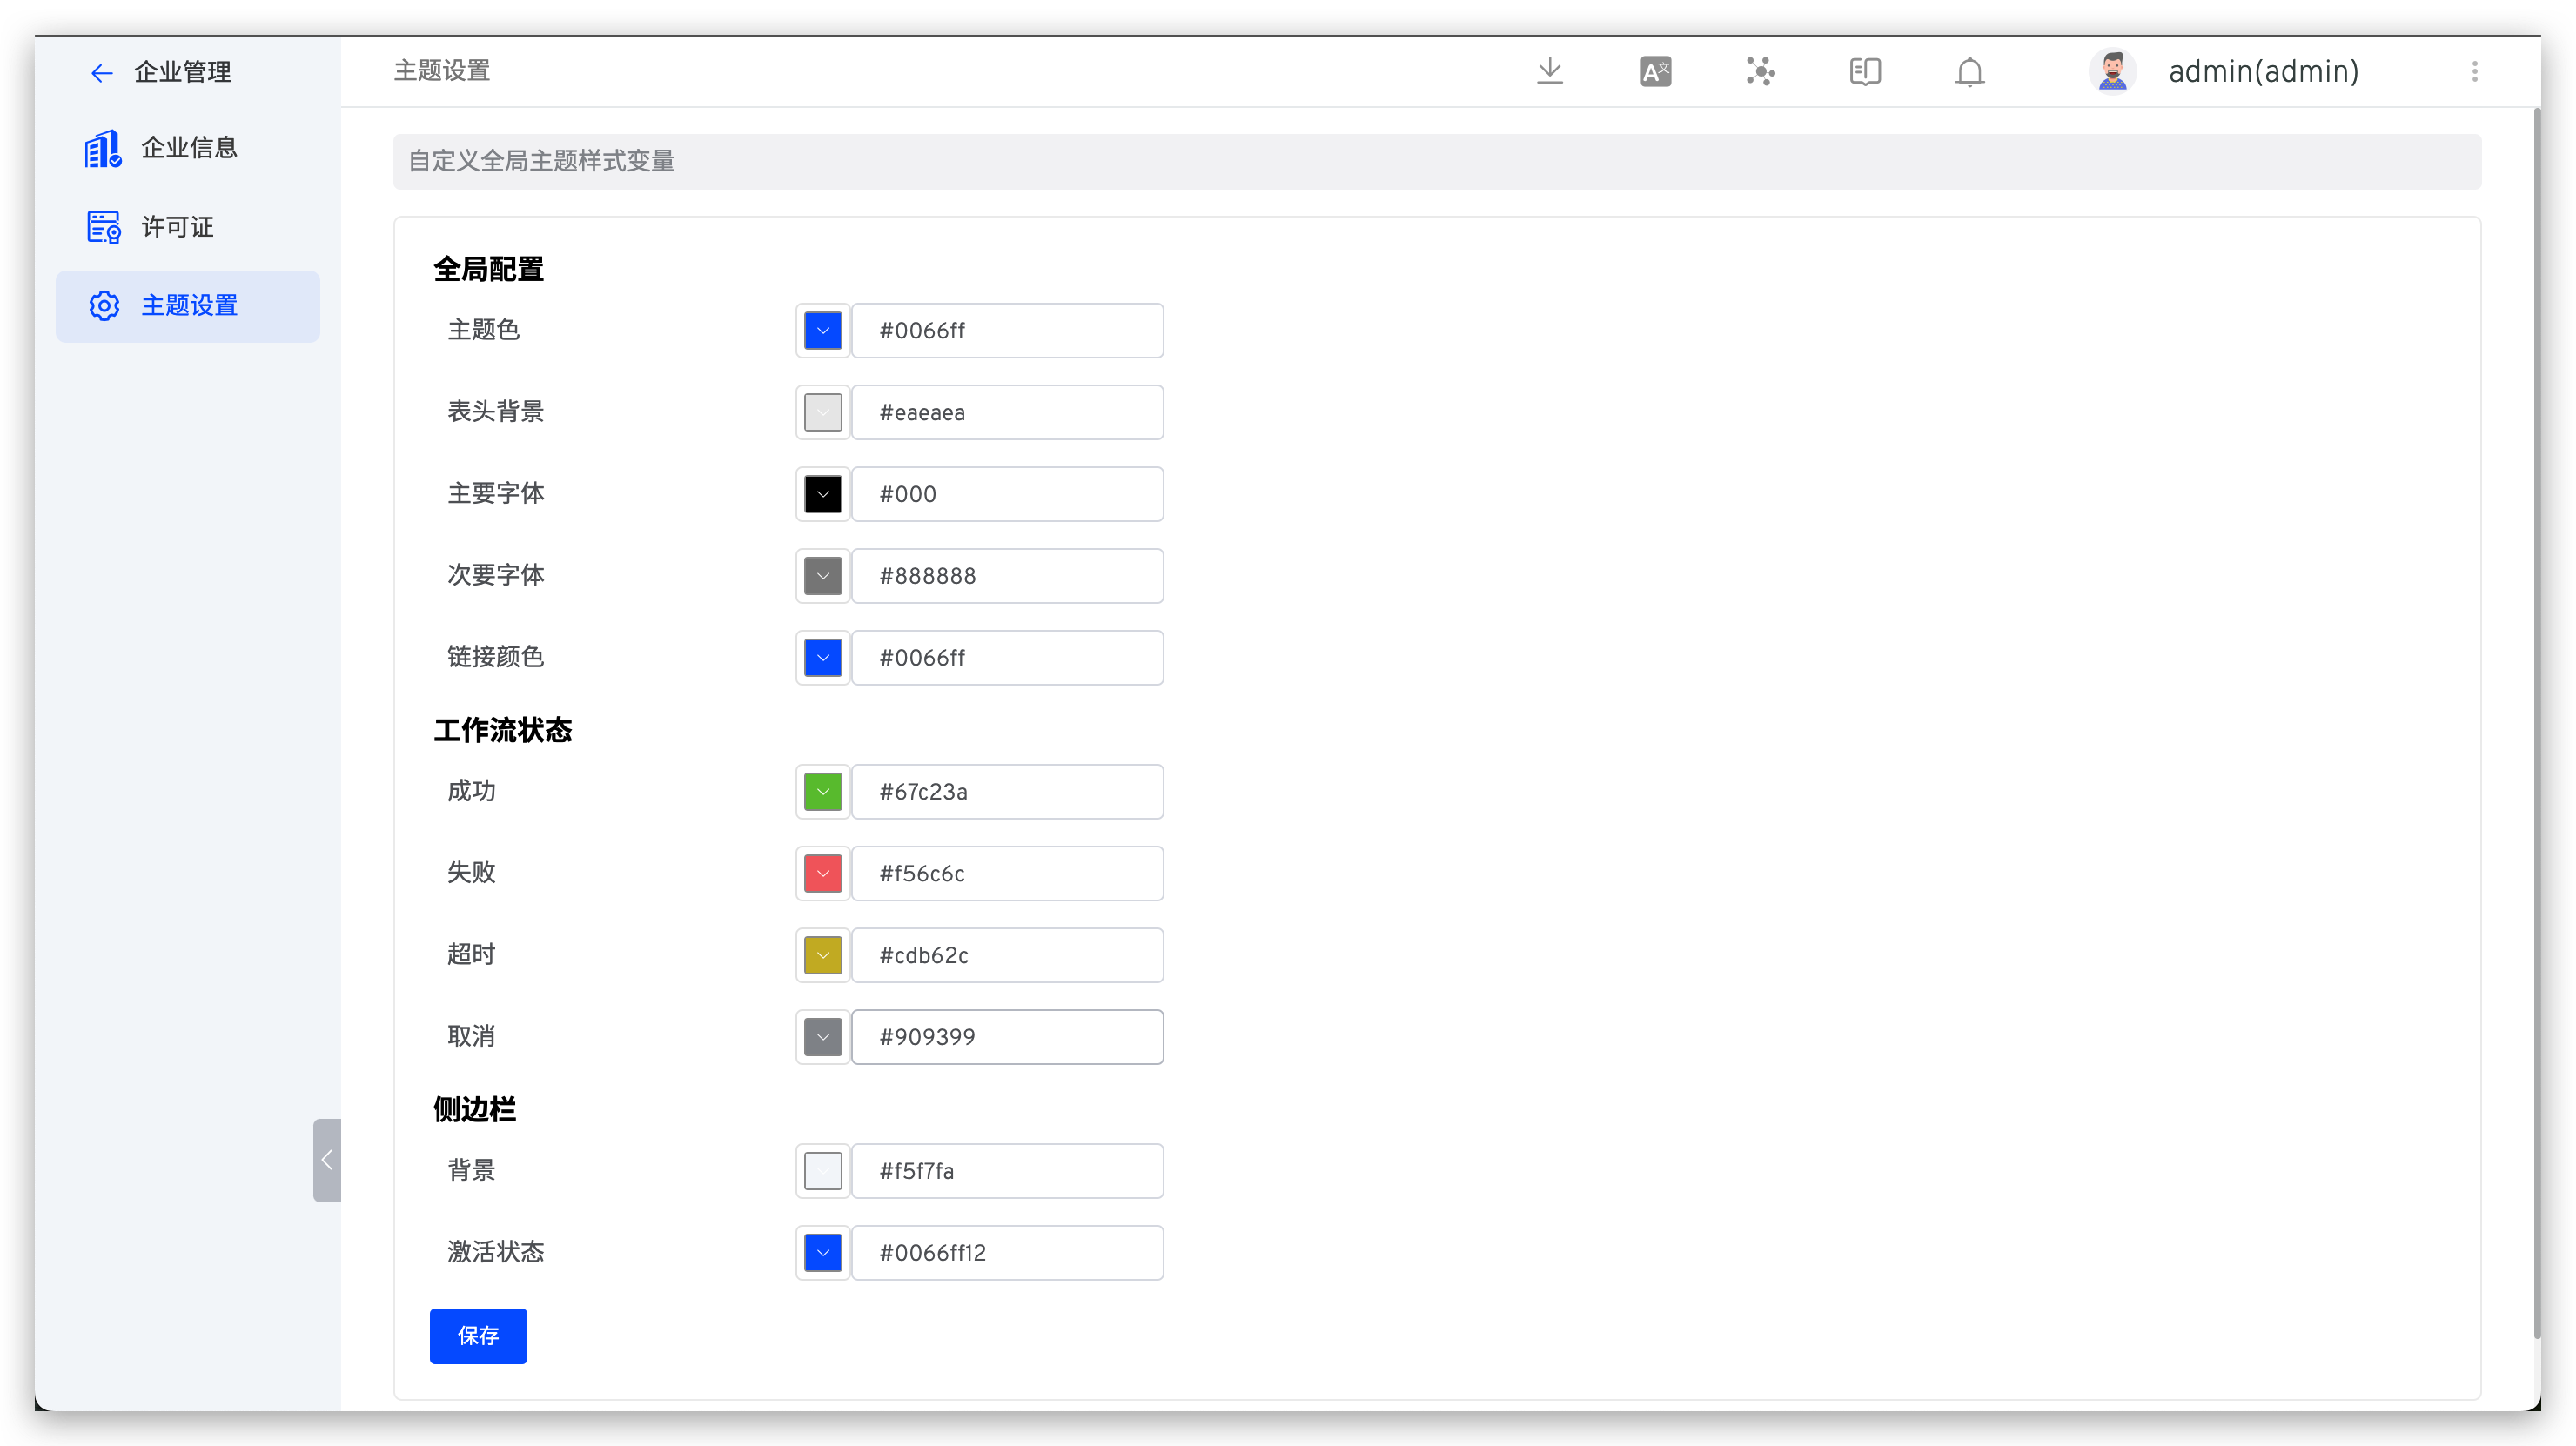 企业管理
企业信息
许可证
主题设置
主题设置
A文
admin(admin)
自定义全局主题样式变量
全局配置
主题色 #0066ff
表头背景 #eaeaea
主要字体 #000
次要字体 #888888
链接颜色 #0066ff
工作流状态
成功 #67c23a
失败 #f56c6c
超时 #cdb62c
取消 #909399
侧边栏
背景 #f5f7fa
激活状态 #0066ff12
保存